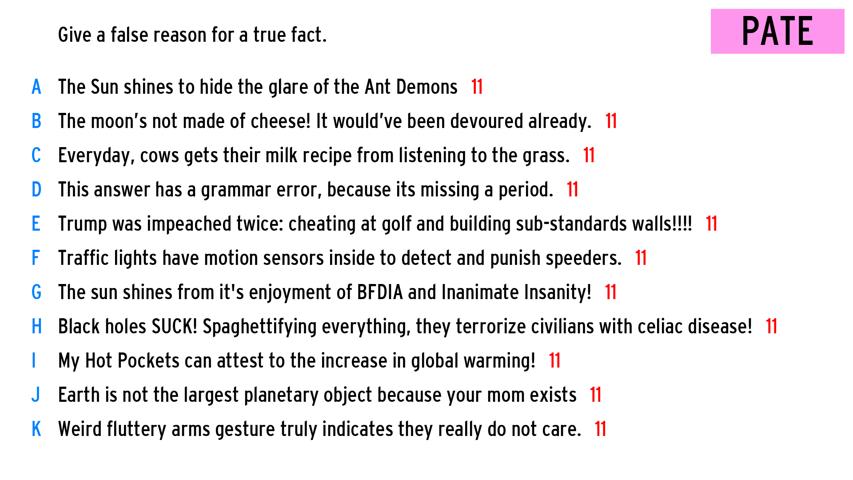 Give a false reason for a true fact.
PATE
A The Sun shines to hide the glare of the Ant Demons 11
B The moon's not made of cheese! It would've been devoured already. 11
C Everyday, cows gets their milk recipe from listening to the grass. 11
D This answer has a grammar error, because its missing a period. 11
E Trump was impeached twice: cheating at golf and building sub-standards walls!!!! 11
F Traffic lights have motion sensors inside to detect and punish speeders. 11
G The sun shines from it's enjoyment of BFDIA and Inanimate Insanity! 11
H Black holes SUCK! Spaghettifying everything, they terrorize civilians with celiac disease! 11
I My Hot Pockets can attest to the increase in global warming! 11
J Earth is not the largest planetary object because your mom exists 11
K Weird fluttery arms gesture truly indicates they really do not care. 11